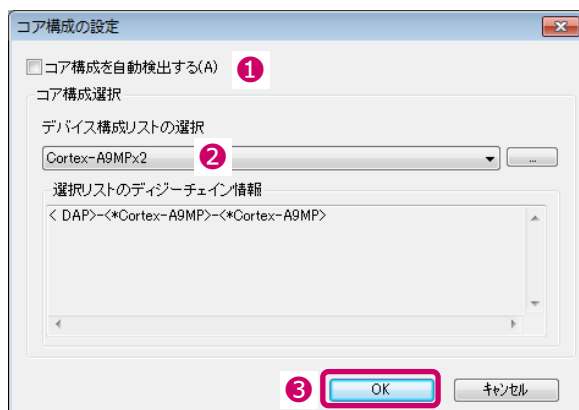 コア構成の設定
コア構成を自動検出する(A) 1
コア構成選択
デバイス構成リストの選択
Cortex-A9MPx2 2 ...
選択リストのディジーチェイン情報
< DAP>-<*Cortex-A9MP>-<*Cortex-A9MP>
3 OK キャンセル